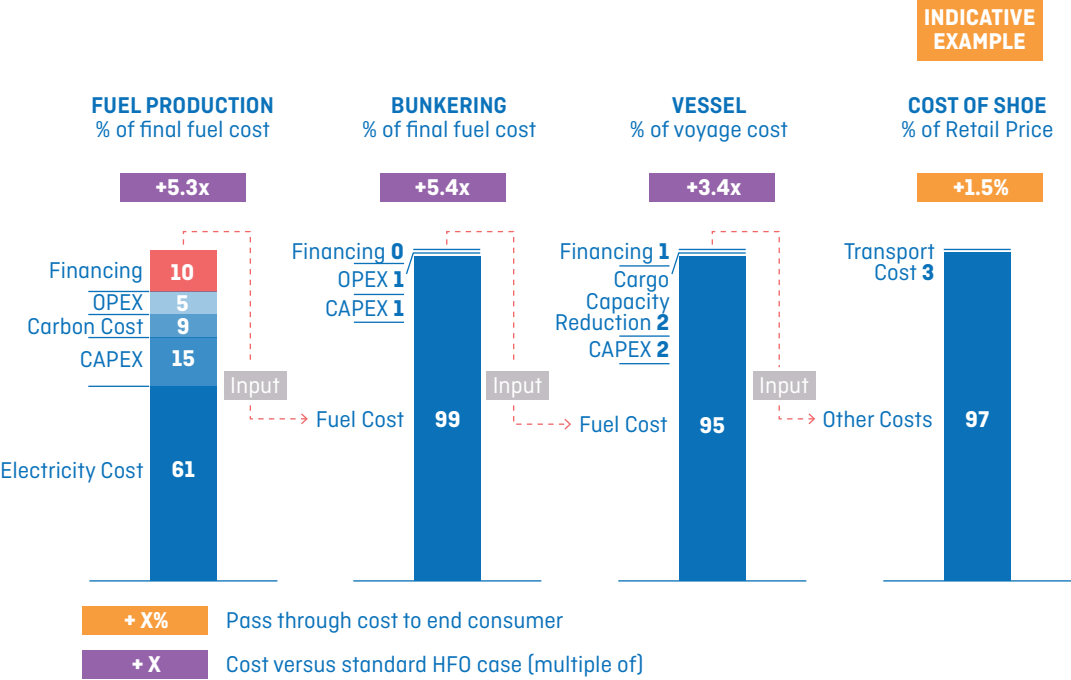 INDICATIVE
EXAMPLE
FUEL PRODUCTION
% of final fuel cost
+5.3x
Financing 10
OPEX 5
Carbon Cost 9
CAPEX 15
Electricity Cost 61
Input
BUNKERING
% of final fuel cost
+5.4x
Financing 0
OPEX 1
CAPEX 1
Fuel Cost 99
Input
VESSEL
% of voyage cost
+3.4x
Financing 1
Cargo
Capacity
Reduction 2
CAPEX 2
Fuel Cost 95
Input
COST OF SHOE
% of Retail Price
+1.5%
Transport
Cost 3
Other Costs 97
+ X% Pass through cost to end consumer
+ X Cost versus standard HFO case (multiple of)